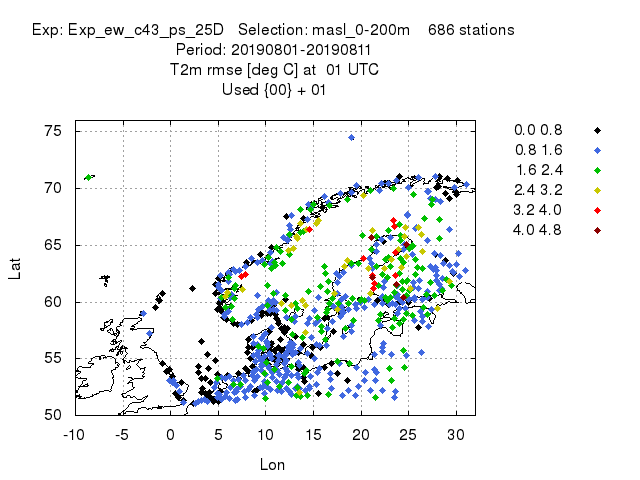 Exp: Exp_ew_c43_ps_25D   Selection: masl_0-200m    686 stations
Period: 20190801-20190811
T2m rmse [deg C] at  01 UTC
Used {00} + 01
0.0 0.8
0.8 1.6
1.6 2.4
2.4 3.2
3.2 4.0
4.0 4.8
75
70
65
60
55
50
Lat
-10 -5 0 5 10 15 20 25 30
Lon